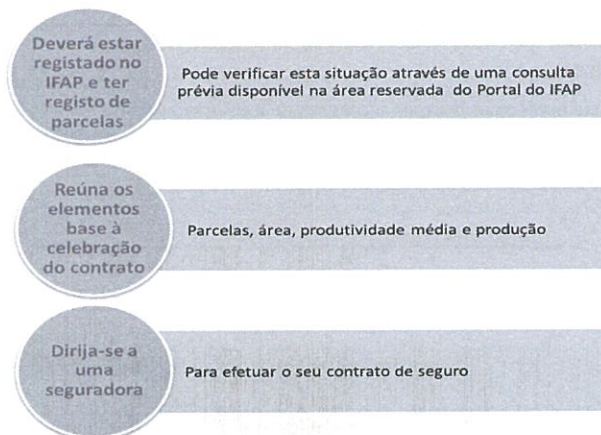 Deverá estar
registado no
IFAP e ter
registo de
parcelas
Pode verificar esta situação através de uma consulta
prévia disponível na área reservada do Portal do IFAP
Reúna os
elementos
base à
celebração
do contrato
Parcelas, área, produtividade média e produção
Dirija-se a
uma
seguradora
Para efetuar o seu contrato de seguro